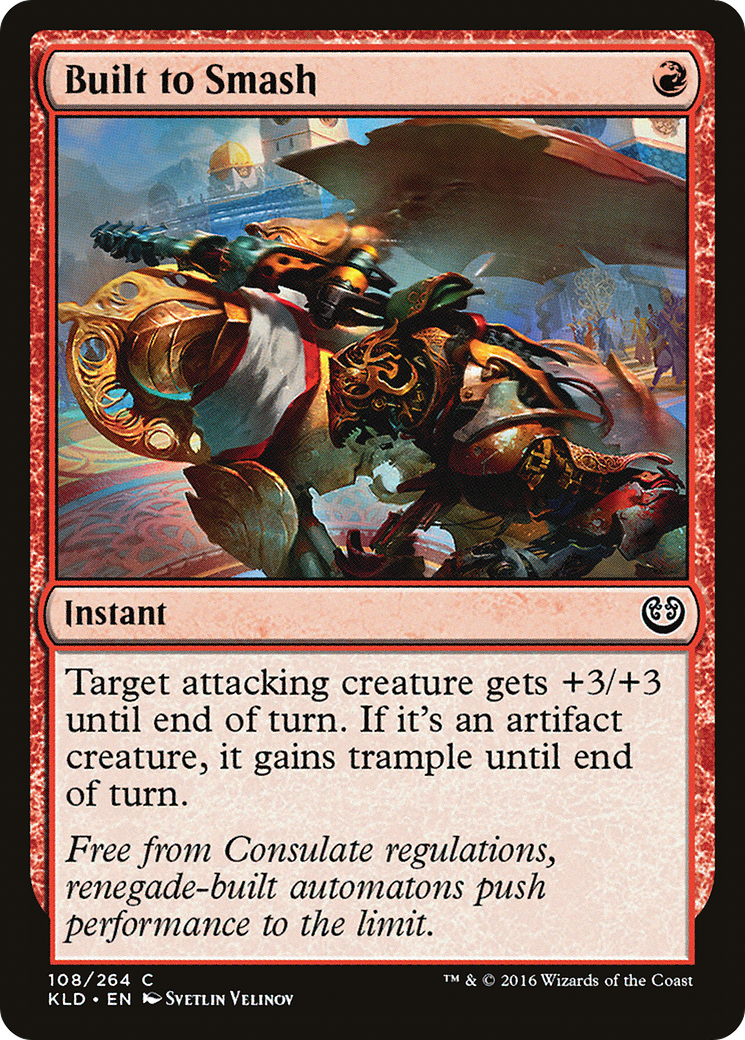 Built to Smash
Instant
Target attacking creature gets +3/+3
until end of turn. If it's an artifact
creature, it gains trample until end
of turn.
Free from Consulate regulations,
renegade-built automatons push
performance to the limit.
108/264 C
™ & © 2016 Wizards of the Coast
KLD • EN Svetlin Velinov